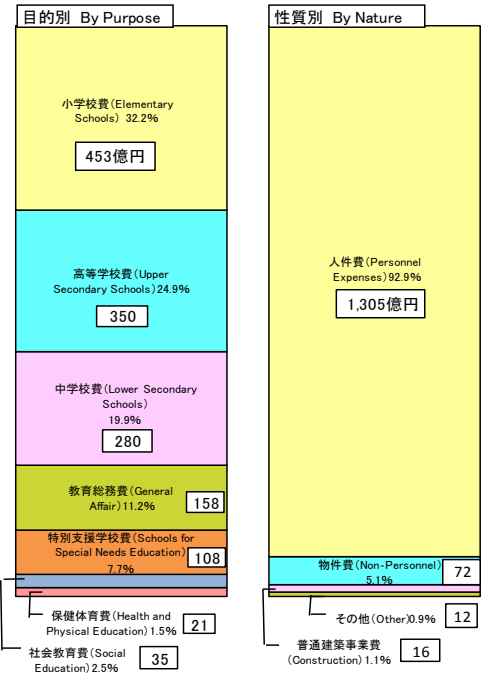 目的別 By Purpose
小学校費(Elementary
Schools) 32.2%
453億円
高等学校費(Upper
Secondary Schools)24.9%
350
中学校費(Lower Secondary
Schools)
19.9%
280
教育総務費(General
Affair)11.2%
158
特別支援学校費(Schools for
Special Needs Education)
7.7%
108
保健体育費(Health and
Physical Education)1.5%
21
社会教育費(Social
Education)2.5%
35
性質別 By Nature
人件費(Personnel
Expenses)92.9%
1,305億円
物件費(Non-Personnel)
5.1%
72
その他(Other)0.9%
12
普通建築事業費
(Construction)1.1%
16